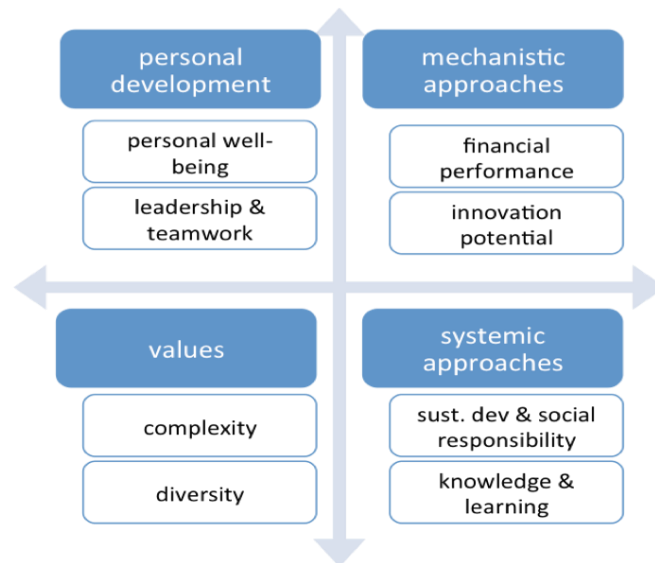 personal
development
personal well-
being
leadership &
teamwork
mechanistic
approaches
financial
performance
innovation
potential
values
complexity
diversity
systemic
approaches
sust. dev & social
responsibility
knowledge &
learning